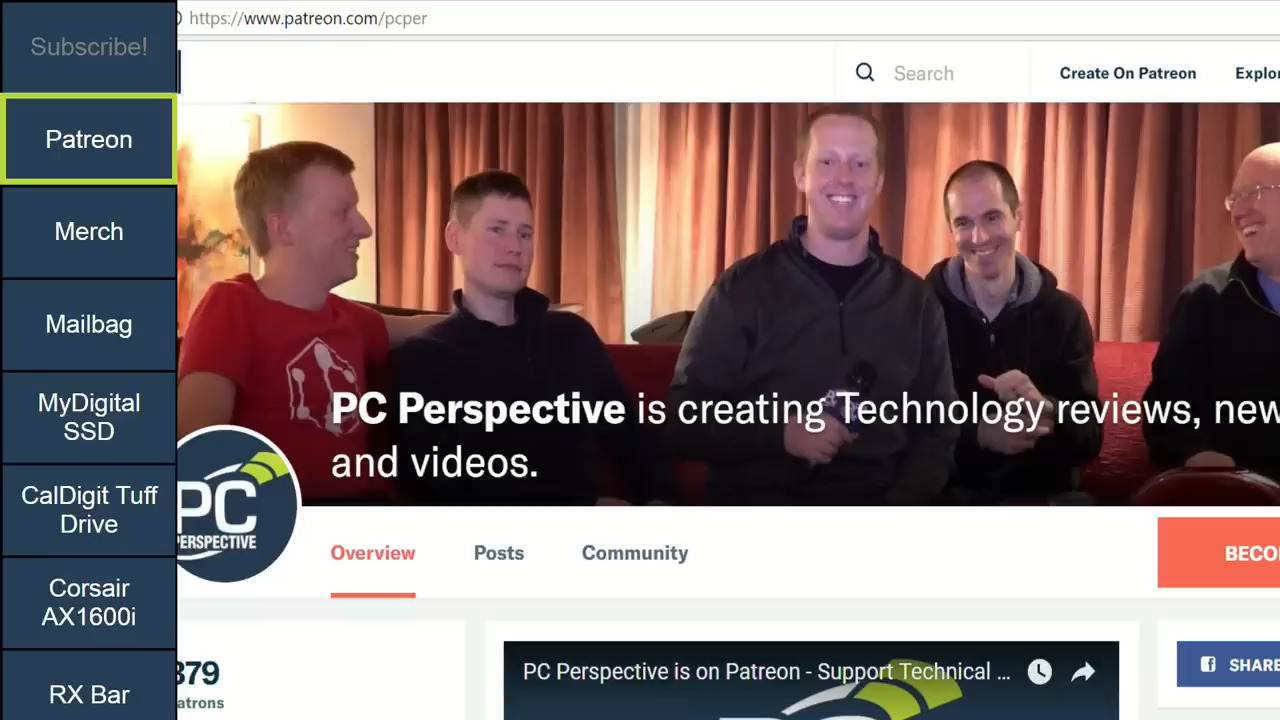 Subscribe!
Patreon
Merch
Mailbag
MyDigital
SSD
CalDigit Tuff
Drive
Corsair
AX1600i
RX Bar
https://www.patreon.com/pcper
Search
Create On Patreon
Explo
PC Perspective is creating Technology reviews, new
and videos.
PC
PERSPECTIVE
Overview
Posts
Community
BECO
379
atrons
PC Perspective is on Patreon - Support Technical ...
SHARE